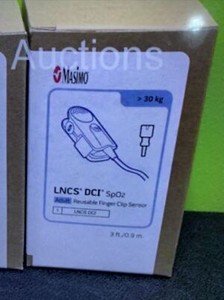 Auctions
Masimo
> 30 kg
LNCS® DCI® SpO2
Adult Reusable Finger Clip Sensor
1 LNCS DCI
3 ft./0.9 m